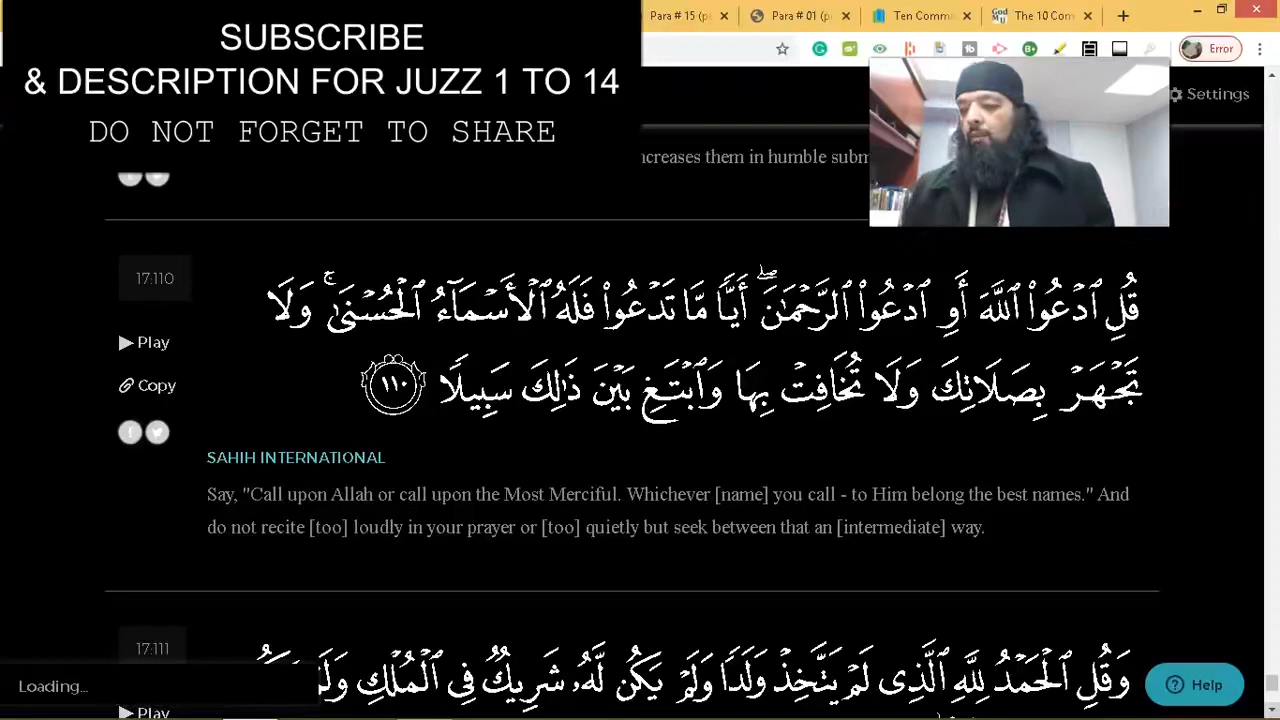 SUBSCRIBE
& DESCRIPTION FOR JUZZ 1 TO 14
DO NOT FORGET TO SHARE
Para # 15 (p
Para # 01 (p
Ten Comma
The 10 Com
Error
Settings
ncreases them in humble subm
17:110
قُلِ ٱدْعُوا۟ ٱللَّهَ أَوِ ٱدْعُوا۟ ٱلرَّحْمَـٰنَ ۖ أَيًّا مَّا تَدْعُوا۟ فَلَهُ ٱلْأَسْمَآءُ ٱلْحُسْنَىٰ ۚ وَلَا
Play
تَجْهَرْ بِصَلَاتِكَ وَلَا تُخَافِتْ بِهَا وَٱبْتَغِ بَيْنَ ذَٰلِكَ سَبِيلًا ١١٠
Copy
SAHIH INTERNATIONAL
Say, "Call upon Allah or call upon the Most Merciful. Whichever [name] you call - to Him belong the best names." And
do not recite [too] loudly in your prayer or [too] quietly but seek between that an [intermediate] way.
17:111
وَقُلِ ٱلْحَمْدُ لِلَّهِ ٱلَّذِى لَمْ يَتَّخِذْ وَلَدًا وَلَمْ يَكُن لَّهُۥ شَرِيكٌ فِى ٱلْمُلْكِ
Loading...
Help
Play